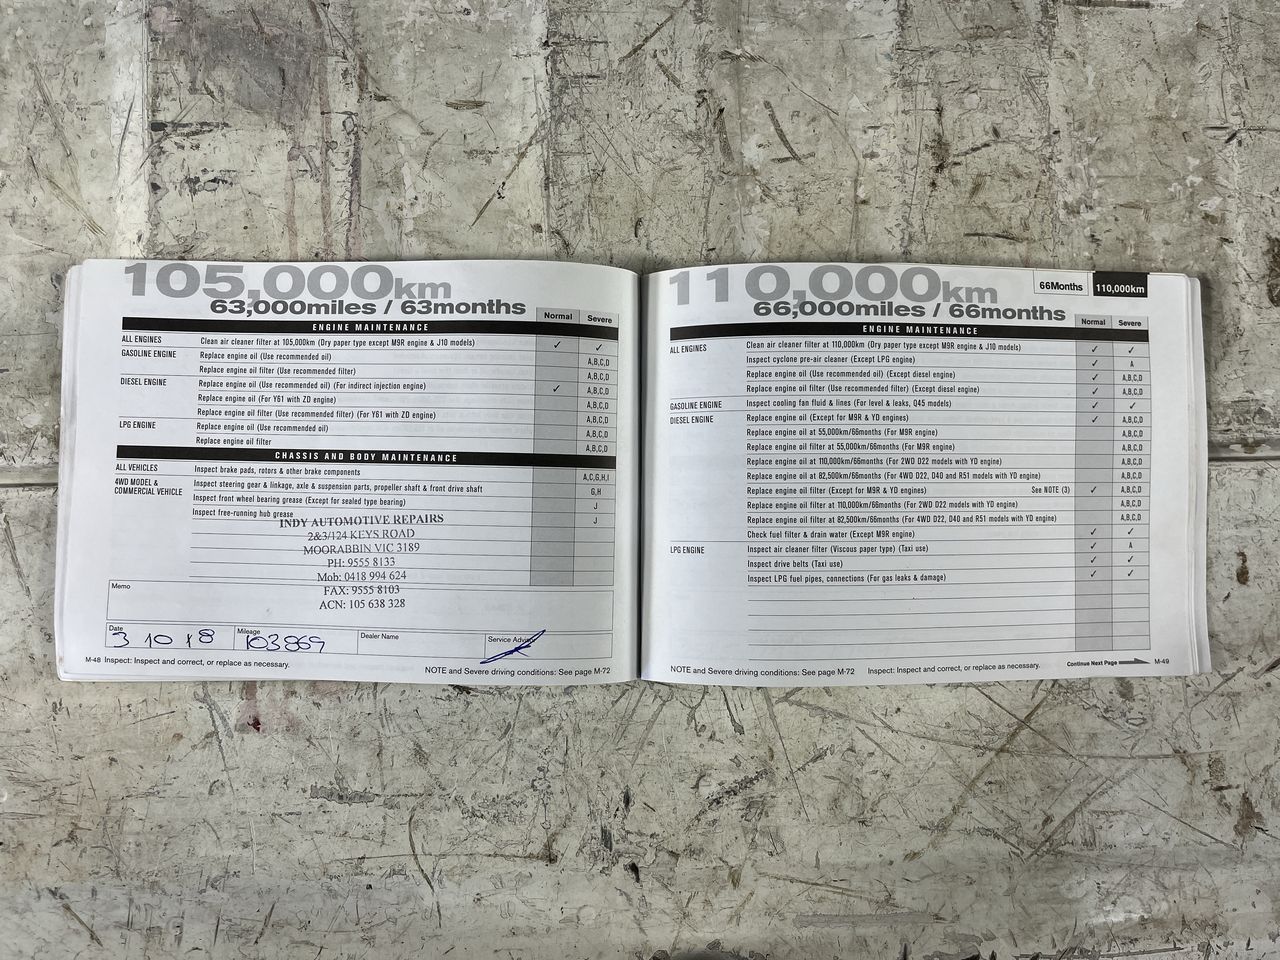 105,000km
63,000miles / 63months
Normal Severe
ENGINE MAINTENANCE
ALL ENGINES Clean air cleaner filter at 105,000km (Dry paper type except M9R engine & J10 models) ✓ ✓
GASOLINE ENGINE Replace engine oil (Use recommended oil) A,B,C,D
Replace engine oil filter (Use recommended filter) A,B,C,D
DIESEL ENGINE Replace engine oil (Use recommended oil) (For indirect injection engine) ✓ A,B,C,D
Replace engine oil (For Y61 with ZD engine) A,B,C,D
Replace engine oil filter (Use recommended filter) (For Y61 with ZD engine) A,B,C,D
LPG ENGINE Replace engine oil (Use recommended oil) A,B,C,D
Replace engine oil filter A,B,C,D
CHASSIS AND BODY MAINTENANCE
ALL VEHICLES Inspect brake pads, rotors & other brake components A,C,G,H,I
4WD MODEL & COMMERCIAL VEHICLE Inspect steering gear & linkage, axle & suspension parts, propeller shaft & front drive shaft G,H
Inspect front wheel bearing grease (Except for sealed type bearing) J
Inspect free-running hub grease J
INDY AUTOMOTIVE REPAIRS
2&3/124 KEYS ROAD
MOORABBIN VIC 3189
PH: 9555 8133
Mob: 0418 994 624
FAX: 9555 8103
ACN: 105 638 328
Memo
Date 3 10 18 Mileage 103869 Dealer Name Service Advisor
M-48 Inspect: Inspect and correct, or replace as necessary. NOTE and Severe driving conditions: See page M-72
110,000km
66,000miles / 66months
66Months 110,000km
Normal Severe
ENGINE MAINTENANCE
ALL ENGINES Clean air cleaner filter at 110,000km (Dry paper type except M9R engine & J10 models) ✓ ✓
Inspect cyclone pre-air cleaner (Except LPG engine) ✓ A
Replace engine oil (Use recommended oil) (Except diesel engine) ✓ A,B,C,D
Replace engine oil filter (Use recommended filter) (Except diesel engine) ✓ A,B,C,D
GASOLINE ENGINE Inspect cooling fan fluid & lines (For level & leaks, Q45 models) ✓ ✓
DIESEL ENGINE Replace engine oil (Except for M9R & YD engines) ✓ A,B,C,D
Replace engine oil at 55,000km/66months (For M9R engine) A,B,C,D
Replace engine oil filter at 55,000km/66months (For M9R engine) A,B,C,D
Replace engine oil at 110,000km/66months (For 2WD D22 models with YD engine) A,B,C,D
Replace engine oil at 82,500km/66months (For 4WD D22, D40 and R51 models with YD engine) A,B,C,D
Replace engine oil filter (Except for M9R & YD engines) See NOTE (3) ✓ A,B,C,D
Replace engine oil filter at 110,000km/66months (For 2WD D22 models with YD engine) A,B,C,D
Replace engine oil filter at 82,500km/66months (For 4WD D22, D40 and R51 models with YD engine) A,B,C,D
Check fuel filter & drain water (Except M9R engine) ✓ ✓
LPG ENGINE Inspect air cleaner filter (Viscous paper type) (Taxi use) ✓ A
Inspect drive belts (Taxi use) ✓ ✓
Inspect LPG fuel pipes, connections (For gas leaks & damage) ✓ ✓
NOTE and Severe driving conditions: See page M-72 Inspect: Inspect and correct, or replace as necessary. Continue Next Page M-49